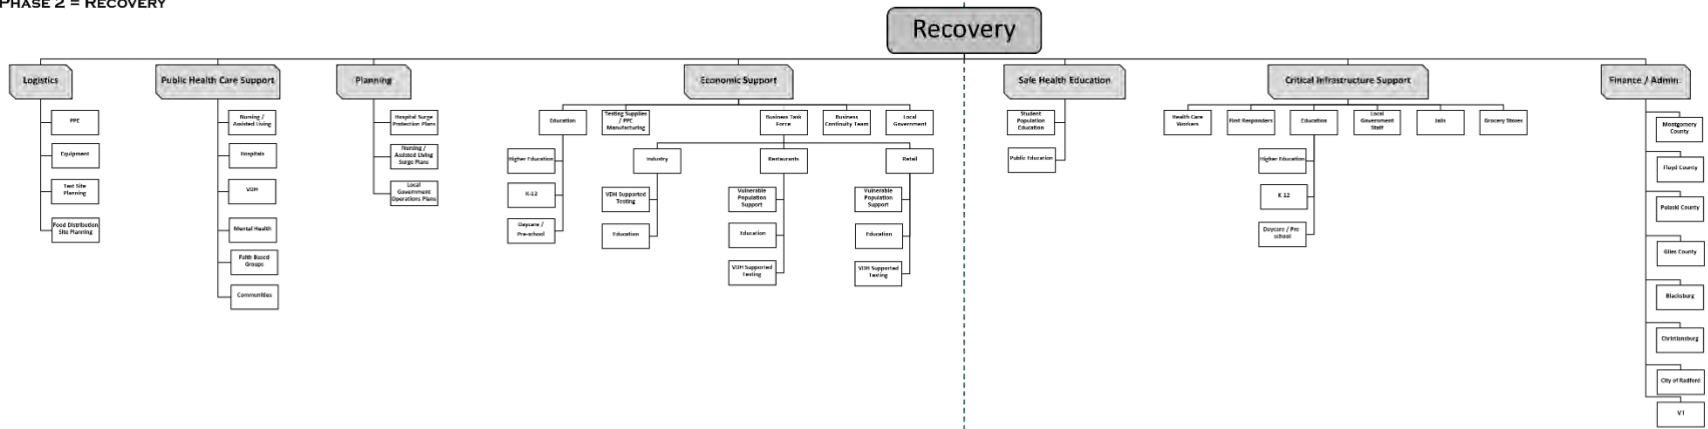 PHASE 2 = RECOVERY
Recovery
Logistics
Public Health Care Support
Planning
Economic Support
Safe Health Education
Critical Infrastructure Support
Finance / Admin.
PPE
Equipment
Test Site
Planning
Food Distribution
Site Planning
Nursing /
Assisted Living
Hospitals
VDH
Mental Health
Faith Based
Groups
Communities
Hospital Surge
Protection Plans
Nursing /
Assisted Living
Surge Plans
Local
Government
Operations Plans
Education
Testing Supplies
/ PPE
Manufacturing
Business Task
Force
Business
Continuity Team
Local
Government
Higher Education
K-12
Daycare /
Pre-school
Industry
VDH Supported
Testing
Education
Restaurants
Vulnerable
Population
Support
Education
VDH Supported
Testing
Retail
Vulnerable
Population
Support
Education
VDH Supported
Testing
Student
Population
Education
Public Education
Health Care
Workers
First Responders
Education
Local
Government
Staff
Jails
Grocery Stores
Higher Education
K 12
Daycare / Pre
school
Montgomery
County
Floyd County
Pulaski County
Giles County
Blacksburg
Christiansburg
City of Radford
VT